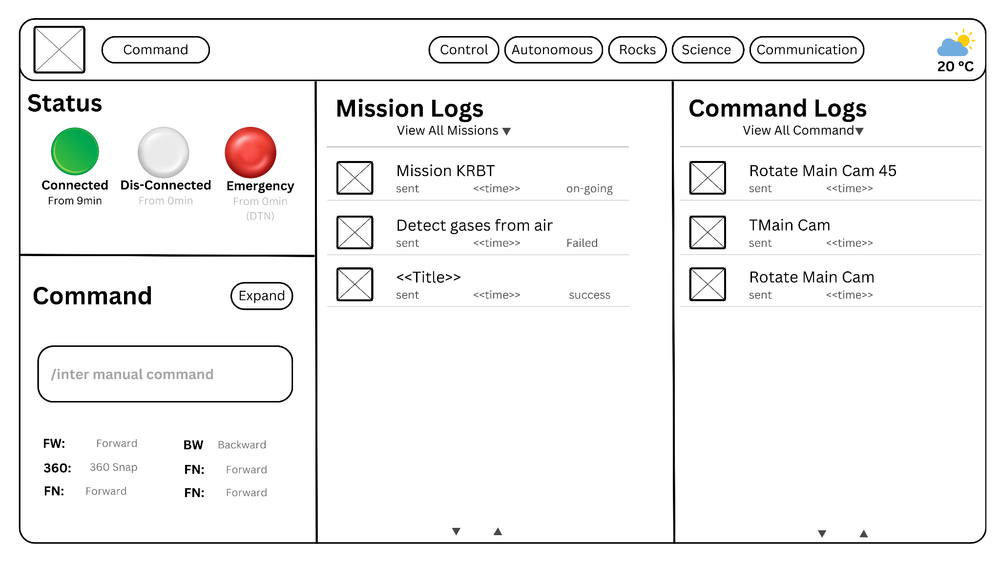 Command
Control
Autonomous
Rocks
Science
Communication
20 °C
Status
Connected
From 9min
Dis-Connected
From 0min
Emergency
From 0min
(DTN)
Command
Expand
/inter manual command
FW: Forward
BW Backward
360: 360 Snap
FN: Forward
FN: Forward
FN: Forward
Mission Logs
View All Missions ▼
Mission KRBT
sent <<time>> on-going
Detect gases from air
sent <<time>> Failed
<<Title>>
sent <<time>> success
Command Logs
View All Command▼
Rotate Main Cam 45
sent <<time>>
TMain Cam
sent <<time>>
Rotate Main Cam
sent <<time>>